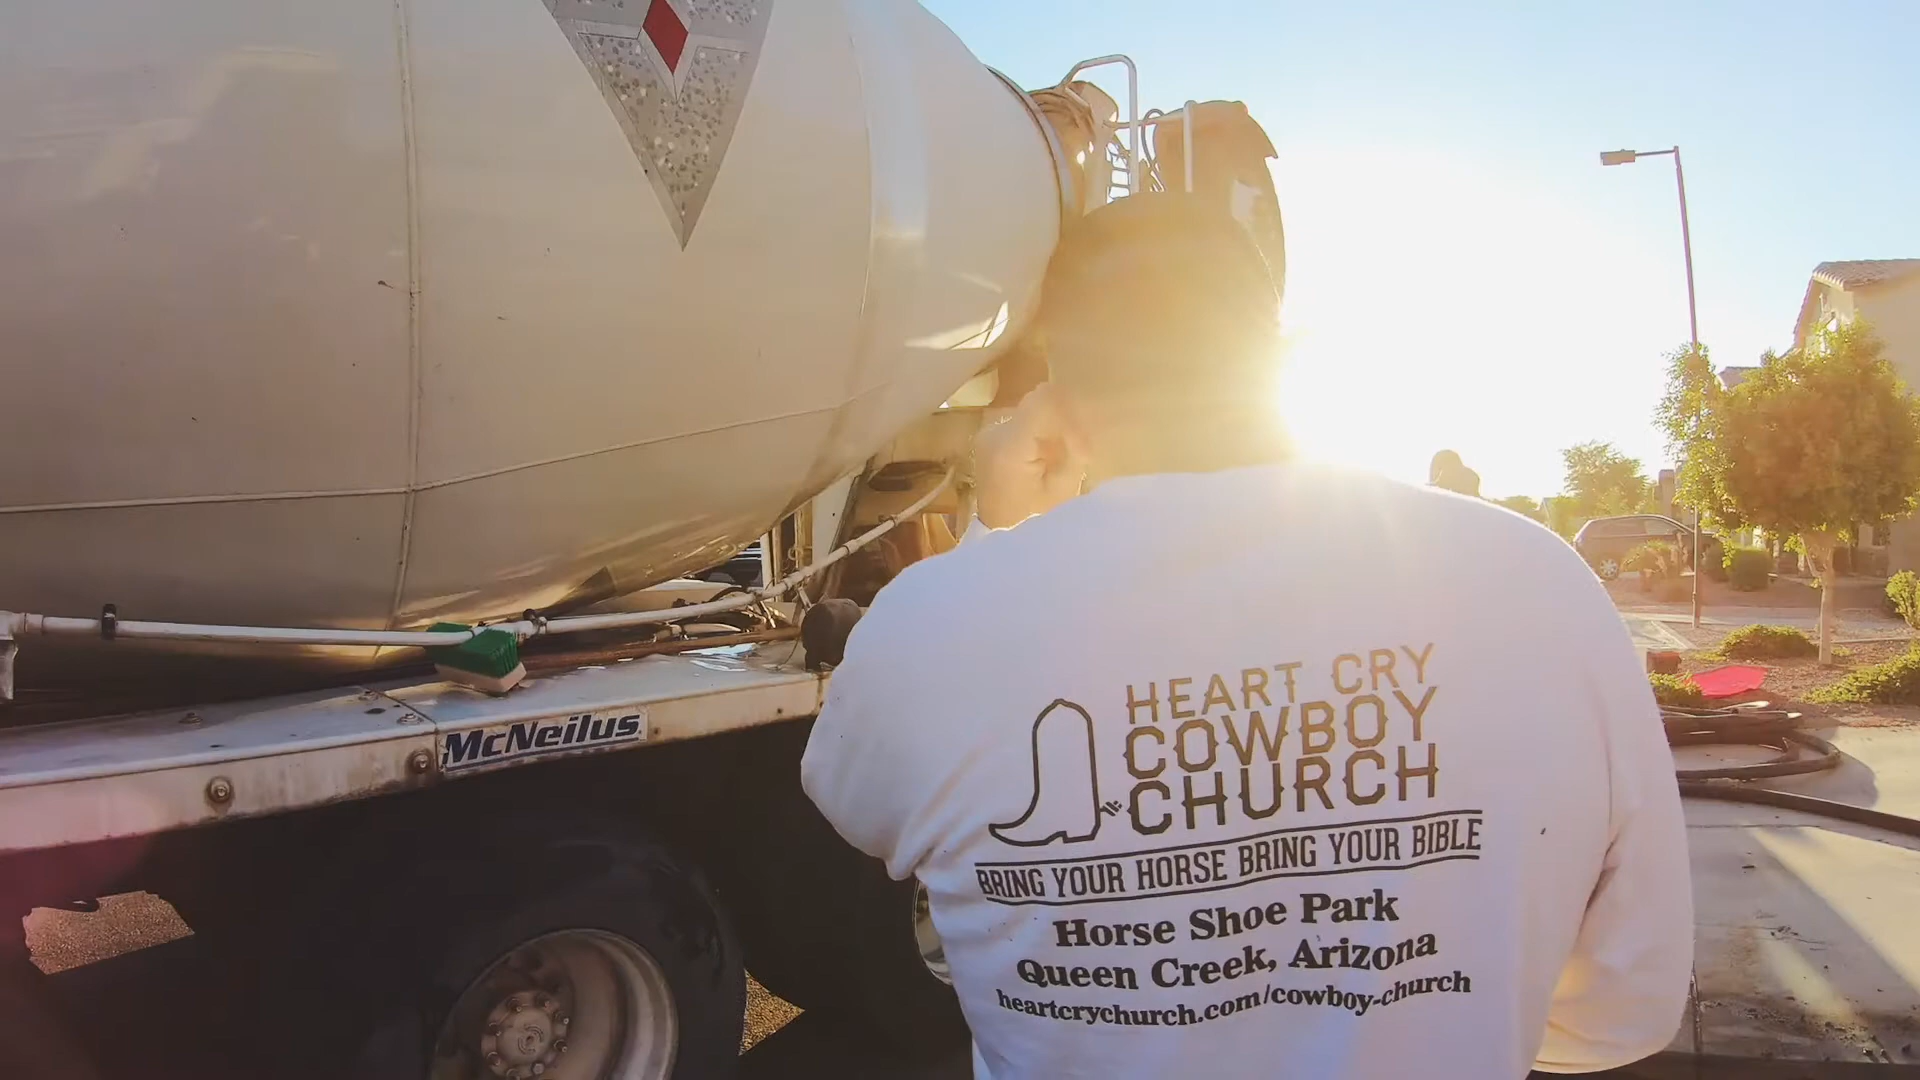 McNeilus
HEART CRY
COWBOY
CHURCH
BRING YOUR HORSE BRING YOUR BIBLE
Horse Shoe Park
Queen Creek, Arizona
heartcrychurch.com/cowboy-church